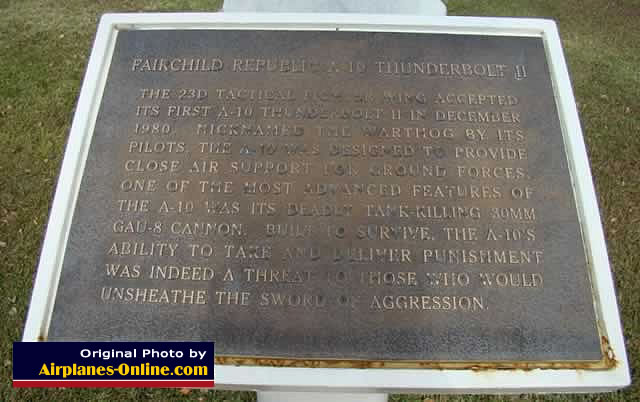 FAIRCHILD REPUBLIC A-10 THUNDERBOLT II
THE 23D TACTICAL FIGHTER WING ACCEPTED
ITS FIRST A-10 THUNDERBOLT II IN DECEMBER
1980. NICKNAMED THE WARTHOG BY ITS
PILOTS, THE A-10 WAS DESIGNED TO PROVIDE
CLOSE AIR SUPPORT FOR GROUND FORCES.
ONE OF THE MOST ADVANCED FEATURES OF
THE A-10 WAS ITS DEADLY TANK-KILLING 30MM
GAU-8 CANNON. BUILT TO SURVIVE, THE A-10'S
ABILITY TO TAKE AND DELIVER PUNISHMENT
WAS INDEED A THREAT TO THOSE WHO WOULD
UNSHEATHE THE SWORD OF AGGRESSION.
Original Photo by
Airplanes-Online.com